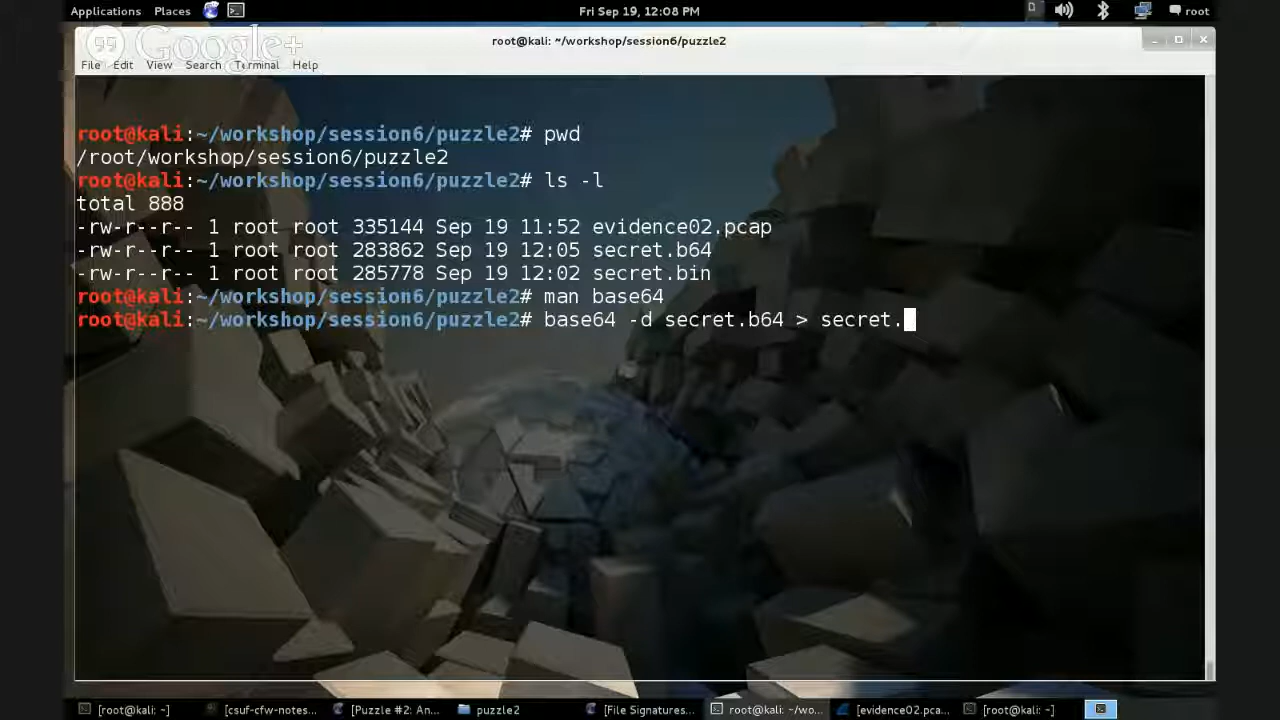 Applications Places Fri Sep 19, 12:08 PM root
root@kali: ~/workshop/session6/puzzle2
Google+
File Edit View Search Terminal Help
root@kali:~/workshop/session6/puzzle2# pwd
/root/workshop/session6/puzzle2
root@kali:~/workshop/session6/puzzle2# ls -l
total 888
-rw-r--r-- 1 root root 335144 Sep 19 11:52 evidence02.pcap
-rw-r--r-- 1 root root 283862 Sep 19 12:05 secret.b64
-rw-r--r-- 1 root root 285778 Sep 19 12:02 secret.bin
root@kali:~/workshop/session6/puzzle2# man base64
root@kali:~/workshop/session6/puzzle2# base64 -d secret.b64 > secret.
[root@kali: ~] [csuf-cfw-notes... [Puzzle #2: An... puzzle2 [File Signatures... root@kali: ~/wo... [evidence02.pca... [root@kali: ~]